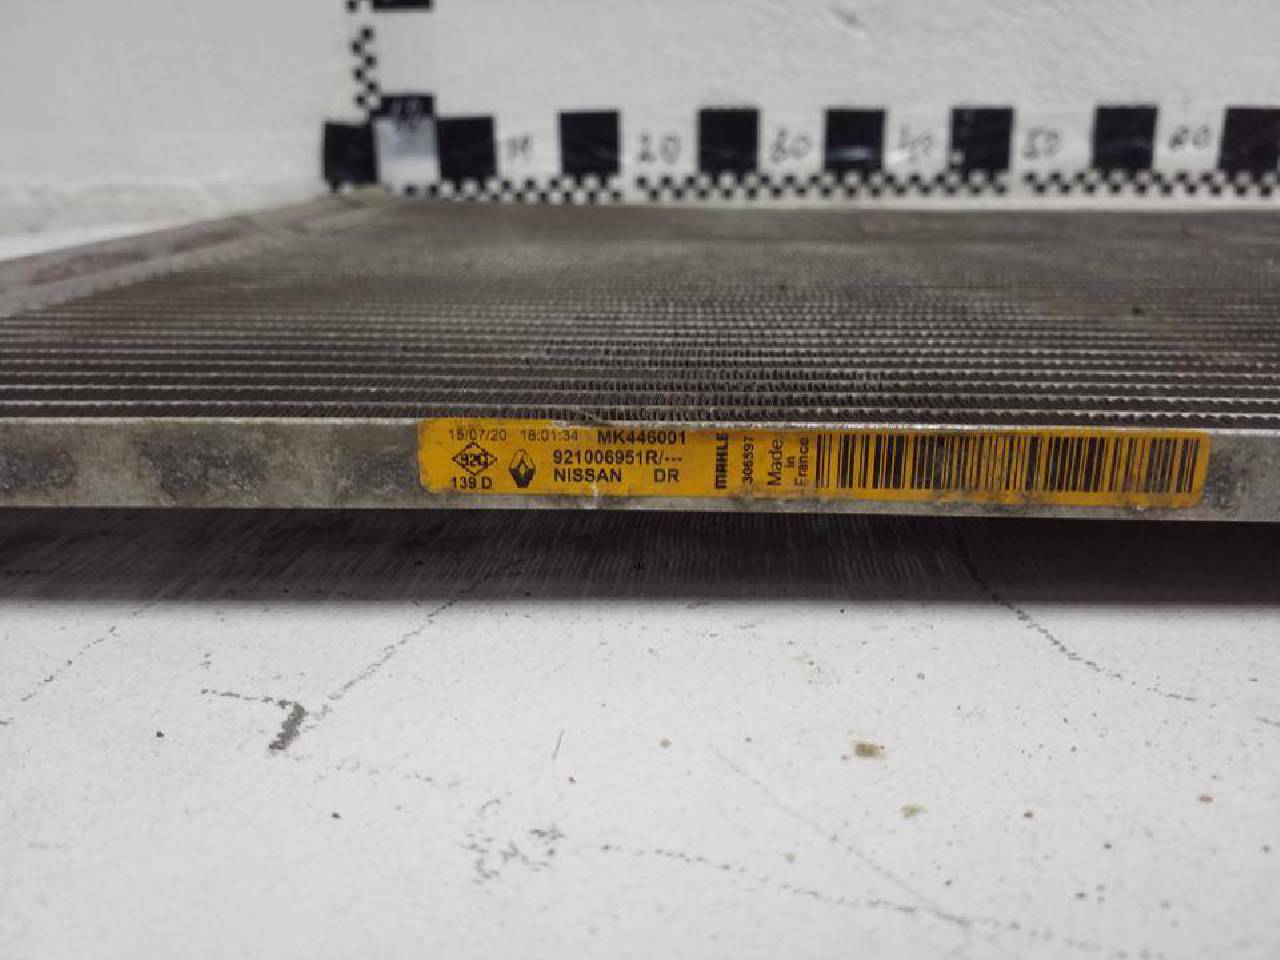 20 30 40 50
15/07/20 18:01:34 MK446001
921006951R/---
NISSAN DR
920
139 D
MAHLE
306597
Made
in
France